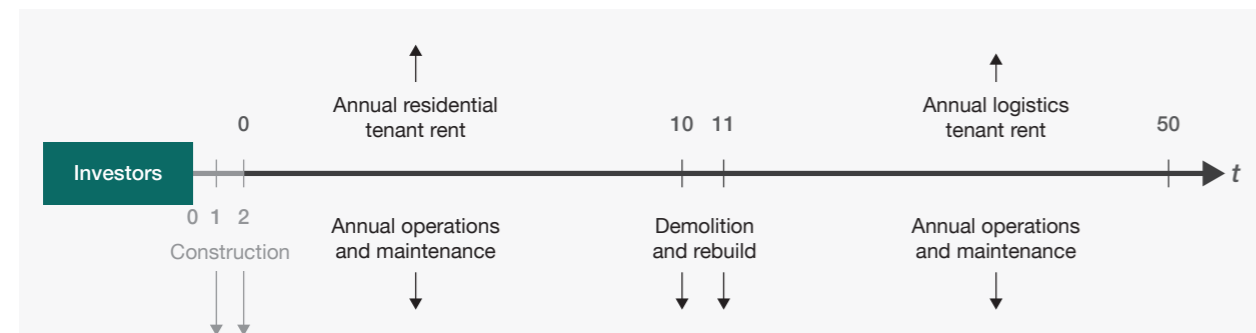 Annual residential
tenant rent
Annual logistics
tenant rent
0
10 11
50
Investors
t
0 1 2
Construction
Annual operations
and maintenance
Demolition
and rebuild
Annual operations
and maintenance